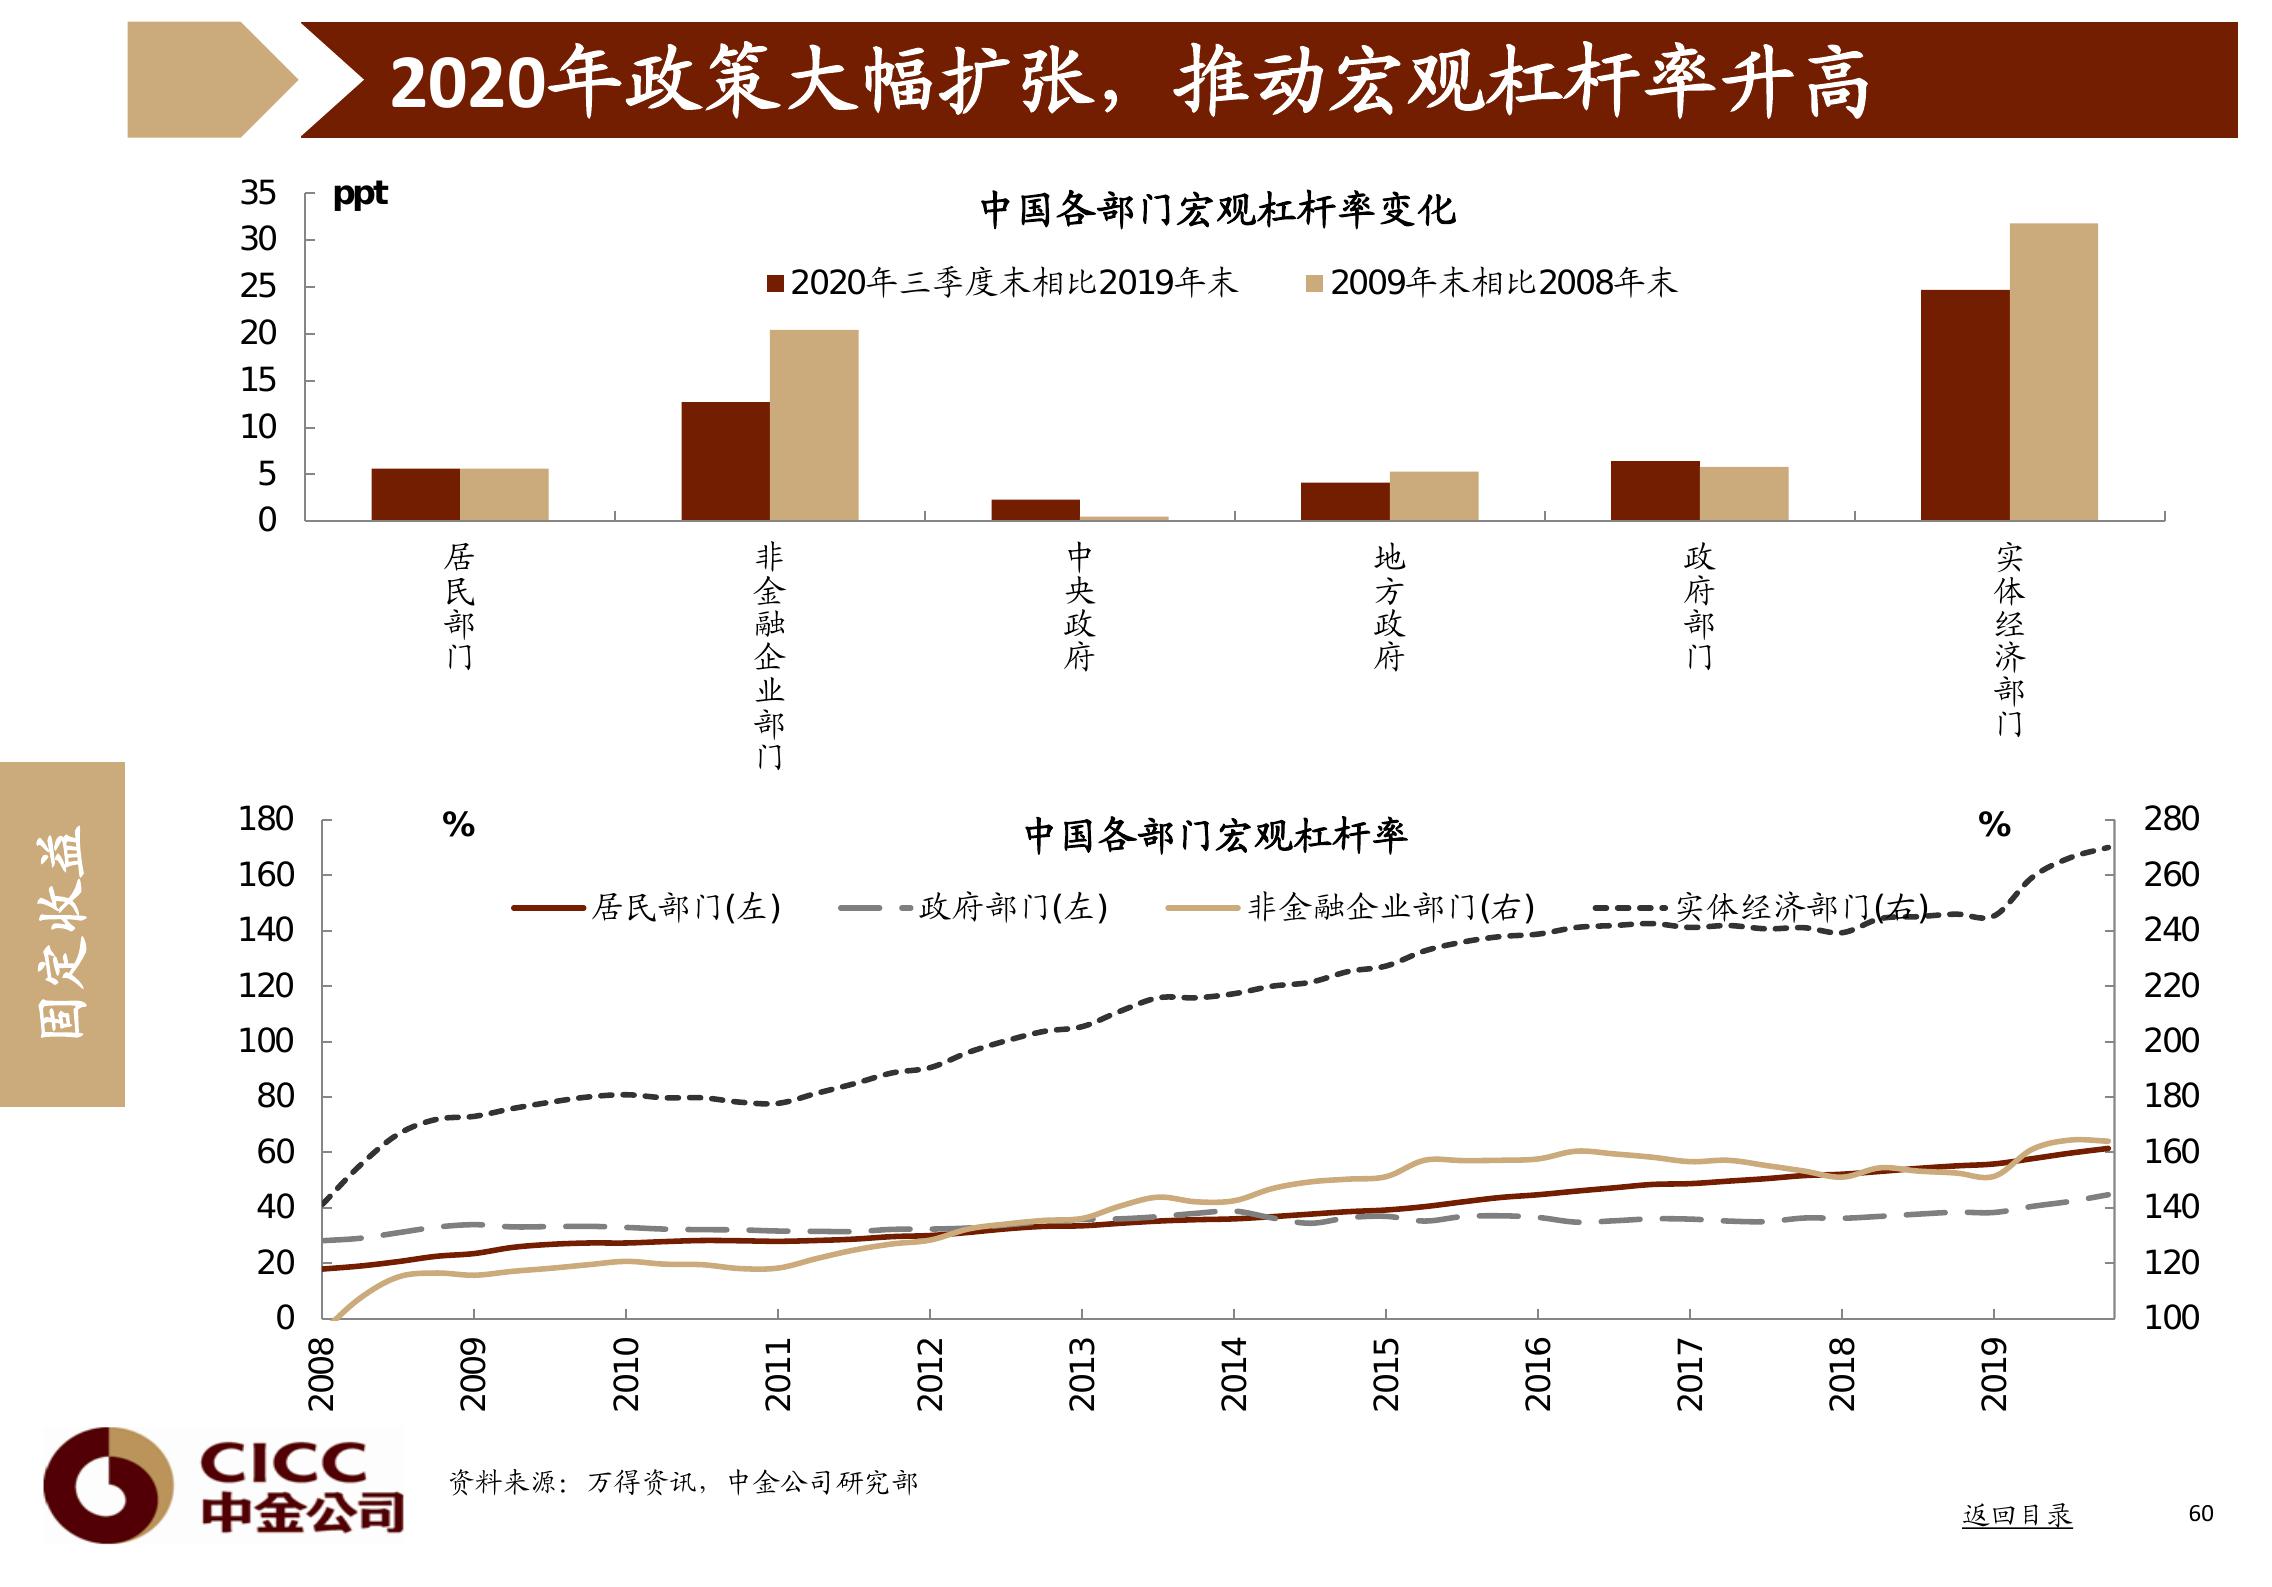 2020年政策大幅扩张，推动宏观杠杆率升高
ppt
中国各部门宏观杠杆率变化
2020年三季度末相比2019年末
2009年末相比2008年末
35
30
25
20
15
10
5
0
居民部门
非金融企业部门
中央政府
地方政府
政府部门
实体经济部门
固定收益
%
中国各部门宏观杠杆率
%
居民部门(左)
政府部门(左)
非金融企业部门(右)
实体经济部门(右)
180
160
140
120
100
80
60
40
20
0
280
260
240
220
200
180
160
140
120
100
2008
2009
2010
2011
2012
2013
2014
2015
2016
2017
2018
2019
CICC
中金公司
资料来源：万得资讯，中金公司研究部
返回目录
60